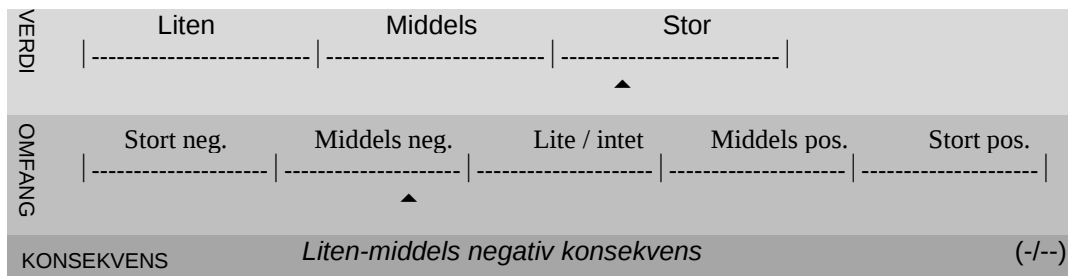 VERDI
Liten Middels Stor
|--------------------------|--------------------------|--------------------------|
OMFANG
Stort neg. Middels neg. Lite / intet Middels pos. Stort pos.
|---------------------|---------------------|---------------------|---------------------|---------------------|
KONSEKVENS Liten-middels negativ konsekvens (-/--)